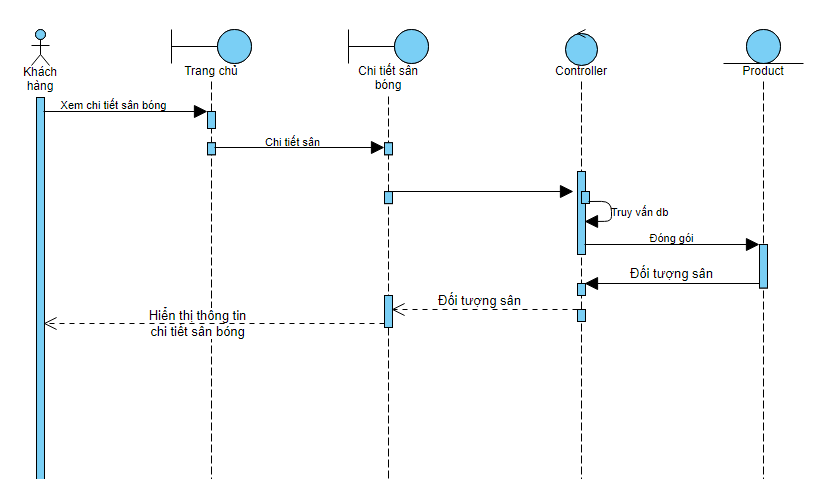 Khách
hàng
Trang chủ
Chi tiết sân
bóng
Controller
Product
Xem chi tiết sân bóng
Chi tiết sân
Truy vấn db
Đóng gói
Đối tượng sân
Đối tượng sân
Hiển thị thông tin
chi tiết sân bóng